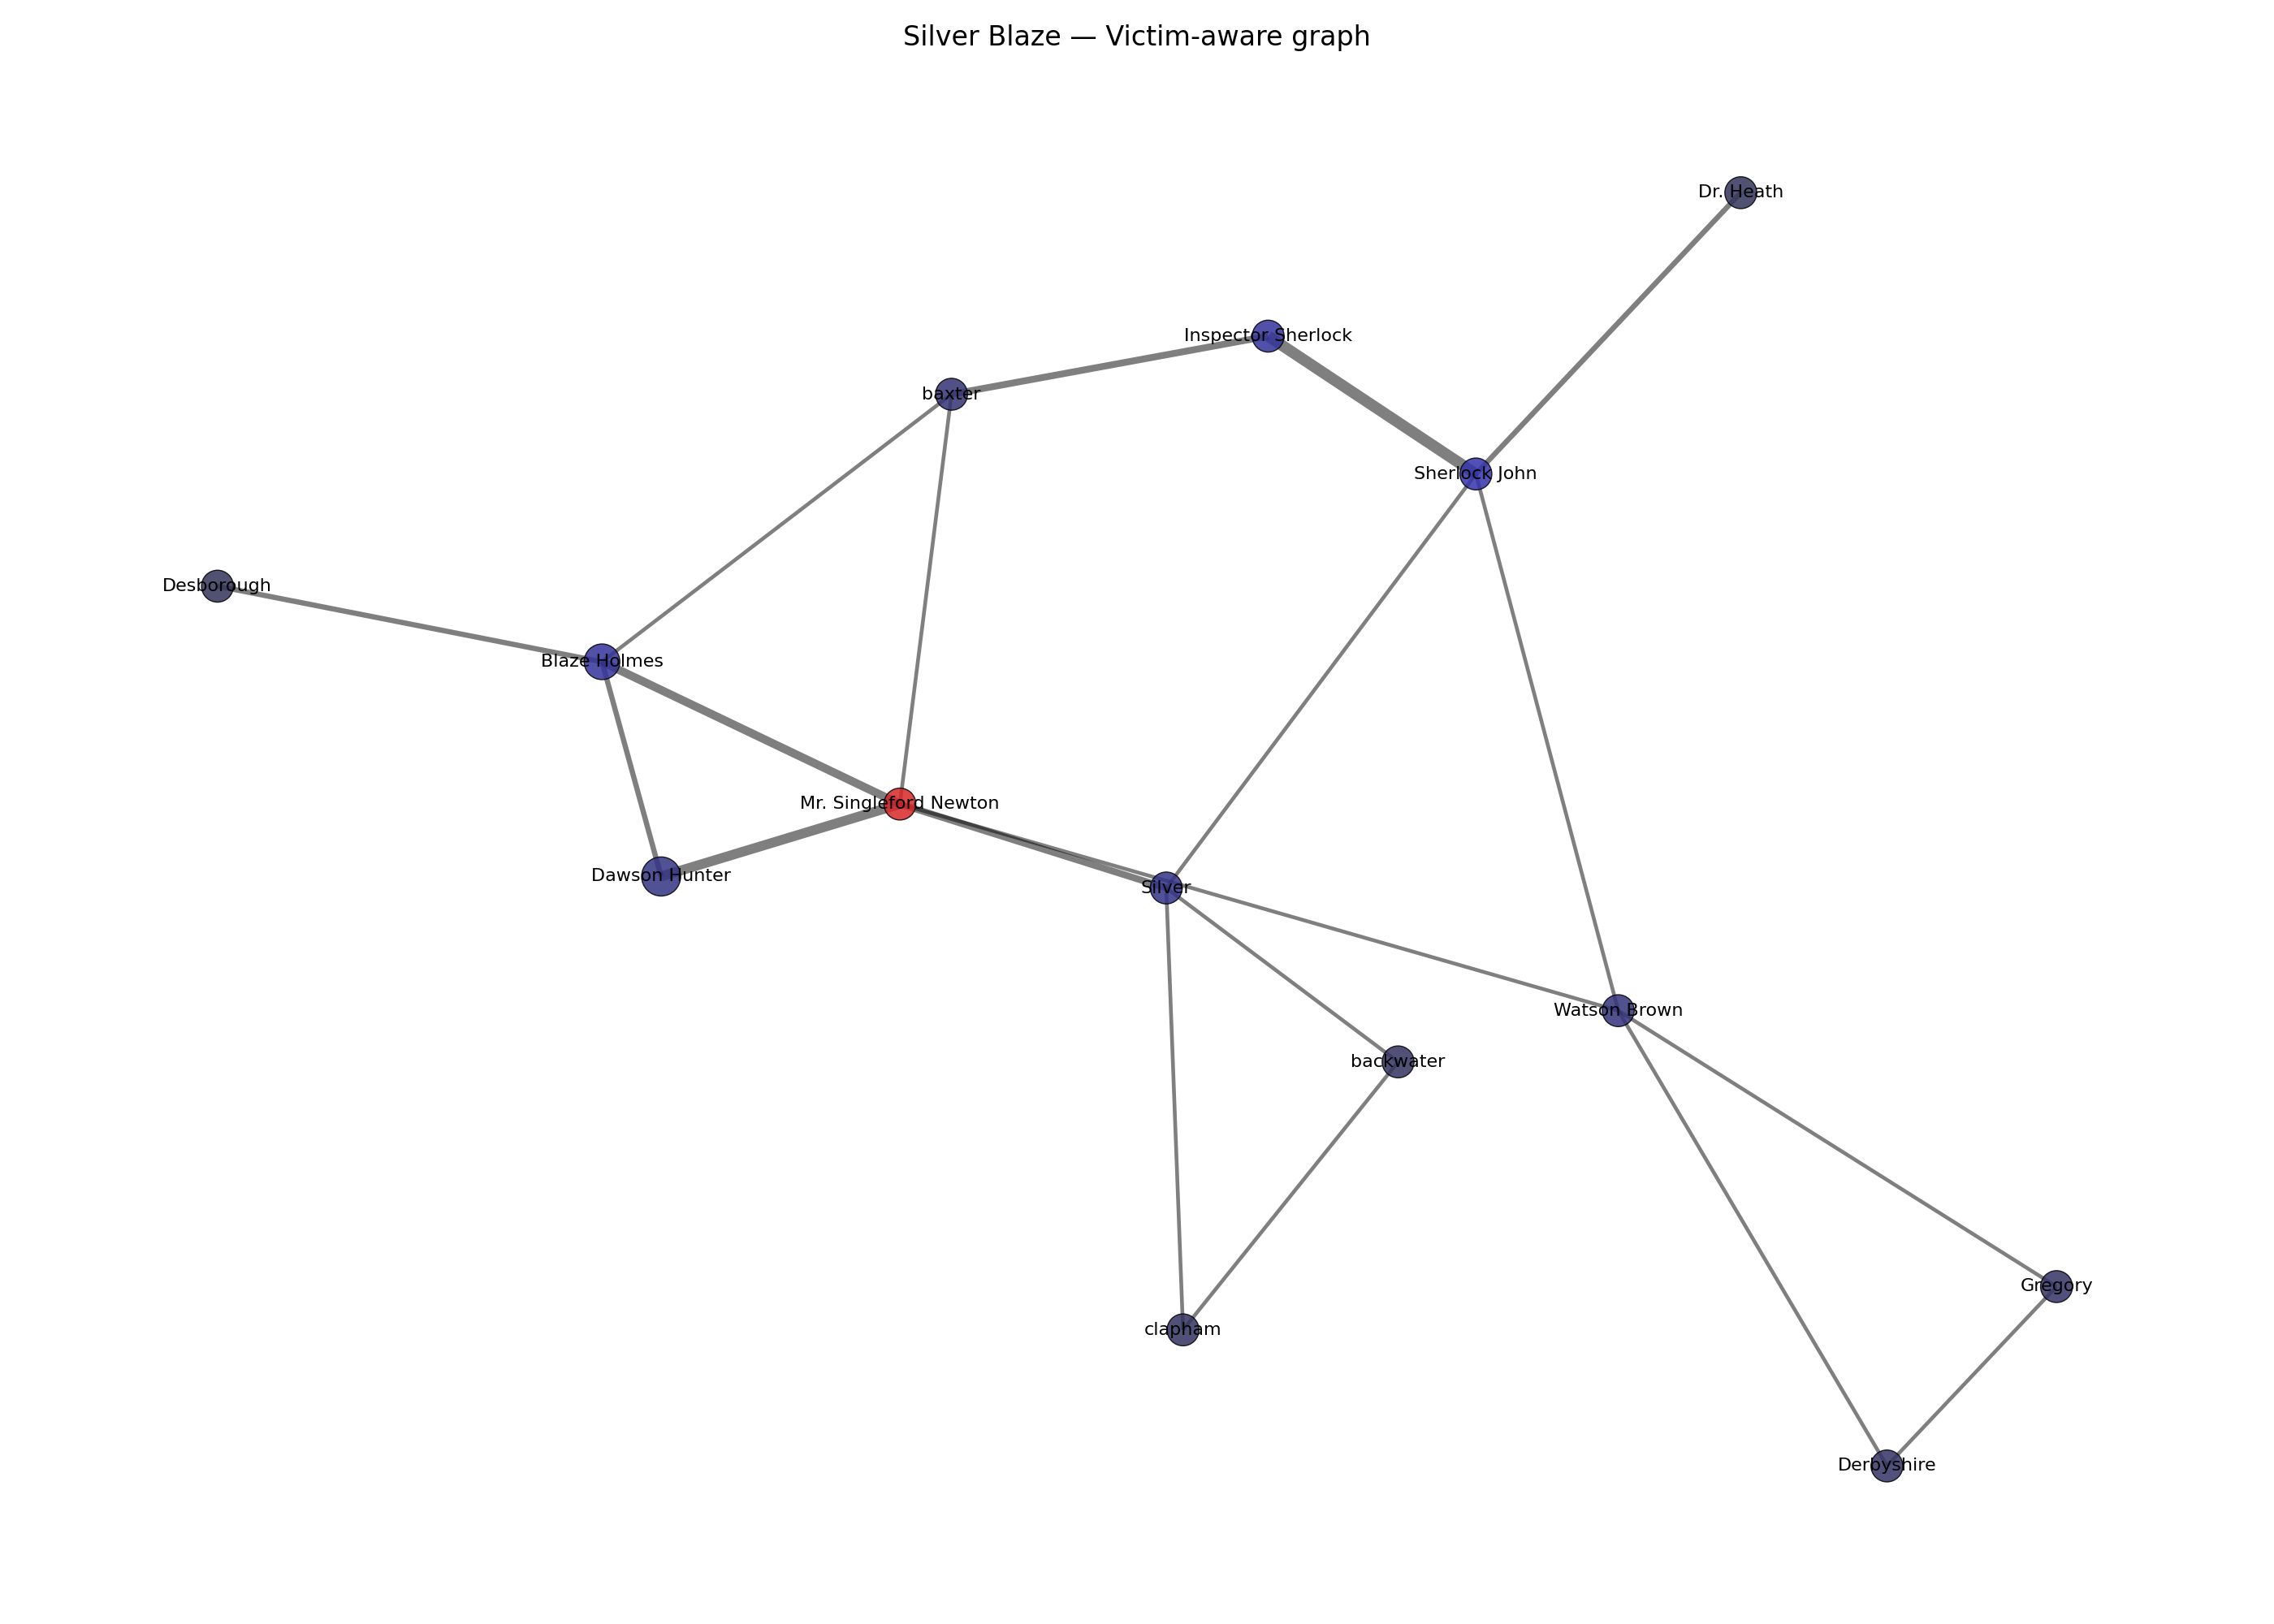 Silver Blaze — Victim-aware graph
Dr. Heath
Inspector Sherlock
baxter
Sherlock John
Desborough
Blaze Holmes
Mr. Singleford Newton
Dawson Hunter
Silver
Watson Brown
backwater
Gregory
clapham
Derbyshire